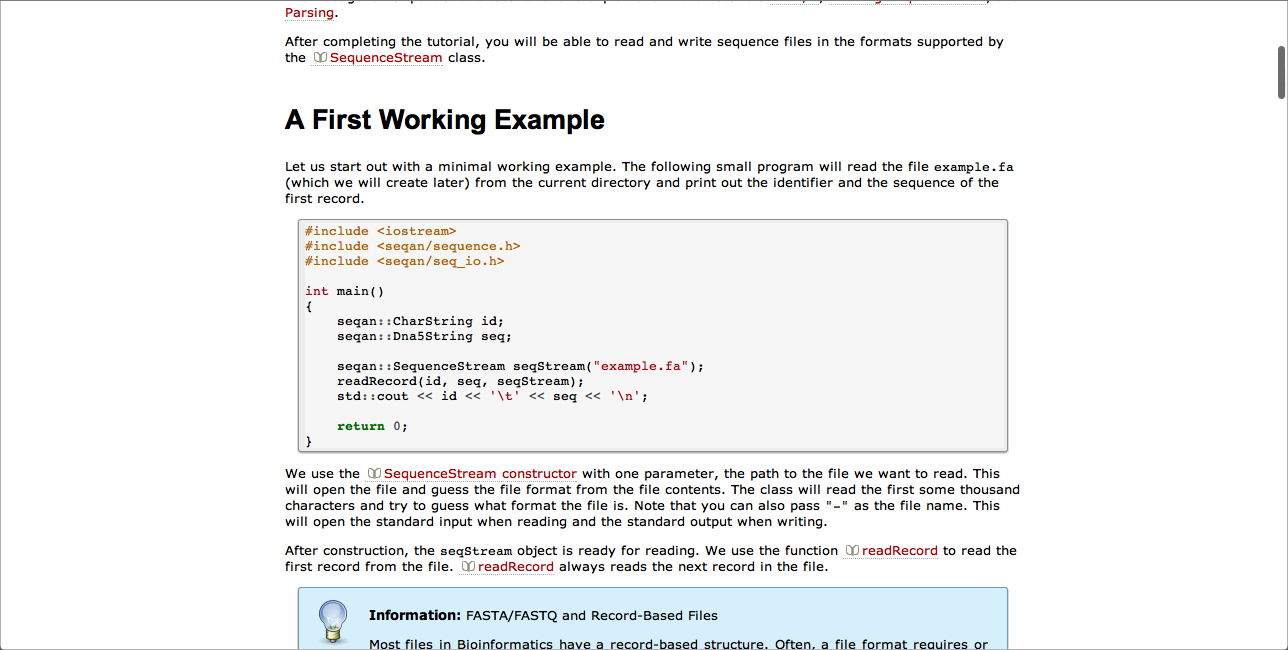 Parsing.
After completing the tutorial, you will be able to read and write sequence files in the formats supported by
the SequenceStream class.
A First Working Example
Let us start out with a minimal working example. The following small program will read the file example.fa
(which we will create later) from the current directory and print out the identifier and the sequence of the
first record.
#include <iostream>
#include <seqan/sequence.h>
#include <seqan/seq_io.h>
int main()
{
    seqan::CharString id;
    seqan::Dna5String seq;
    seqan::SequenceStream seqStream("example.fa");
    readRecord(id, seq, seqStream);
    std::cout << id << '\t' << seq << '\n';
    return 0;
}
We use the SequenceStream constructor with one parameter, the path to the file we want to read. This
will open the file and guess the file format from the file contents. The class will read the first some thousand
characters and try to guess what format the file is. Note that you can also pass "-" as the file name. This
will open the standard input when reading and the standard output when writing.
After construction, the seqStream object is ready for reading. We use the function readRecord to read the
first record from the file. readRecord always reads the next record in the file.
Information: FASTA/FASTQ and Record-Based Files
Most files in Bioinformatics have a record-based structure. Often, a file format requires or